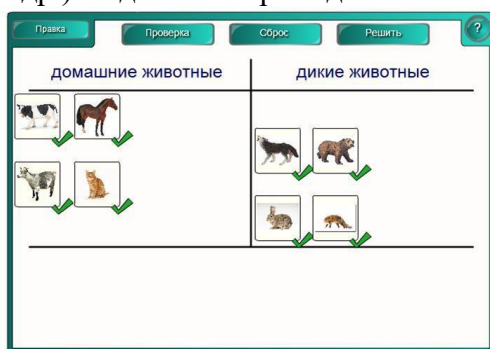 Правка
Проверка
Сброс
Решить
?
домашние животные
дикие животные